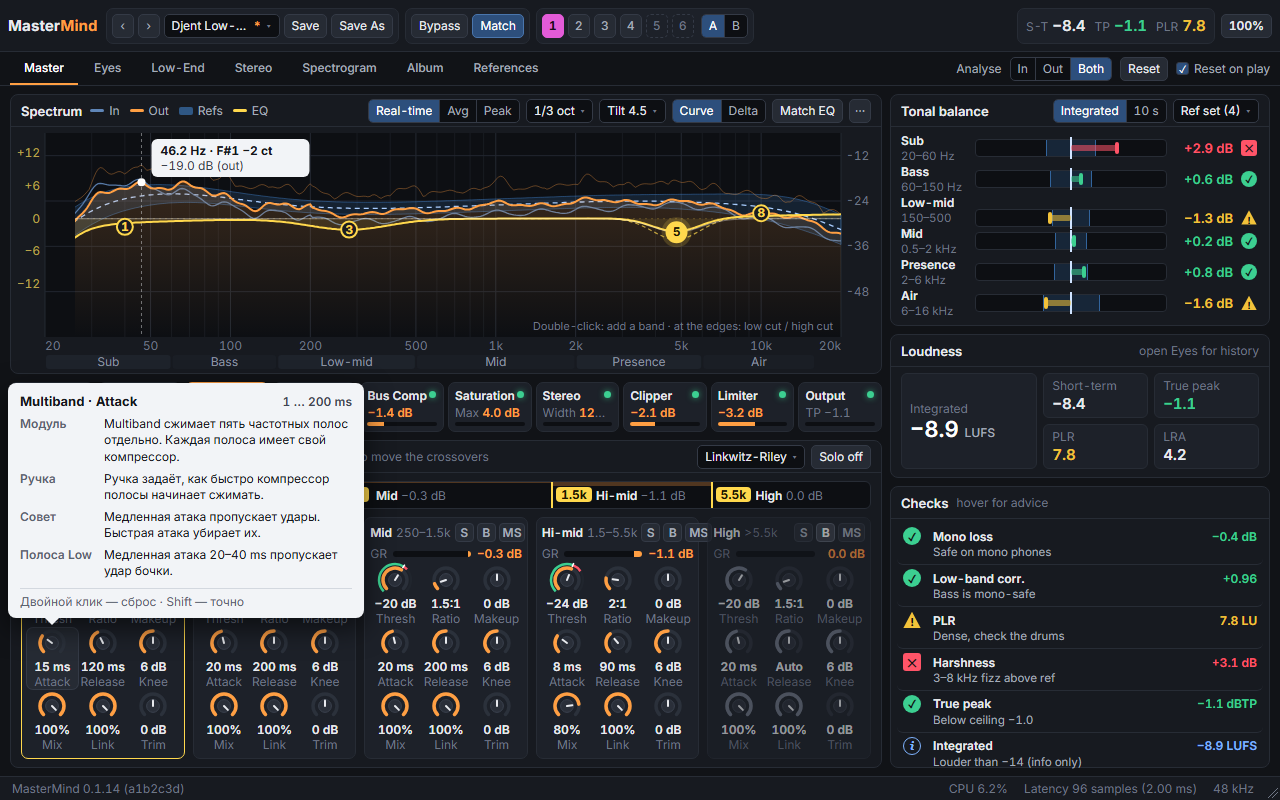 MasterMind
‹ › Djent Low-... * Save Save As Bypass Match 1 2 3 4 5 6 A B
S-T −8.4 TP −1.1 PLR 7.8 100%
Master Eyes Low-End Stereo Spectrogram Album References
Analyse In Out Both Reset Reset on play
Spectrum In Out Refs EQ Real-time Avg Peak 1/3 oct Tilt 4.5 Curve Delta Match EQ ...
46.2 Hz · F#1 −2 ct
−19.0 dB (out)
+12 −12
+6 −24
0
−6 −36
−12 −48
1 3 5 8
Double-click: add a band · at the edges: low cut / high cut
20 50 100 200 500 1k 2k 5k 10k 20k
Sub Bass Low-mid Mid Presence Air
Tonal balance Integrated 10 s Ref set (4)
Sub +2.9 dB
20–60 Hz
Bass +0.6 dB
60–150 Hz
Low-mid −1.3 dB
150–500
Mid +0.2 dB
0.5–2 kHz
Presence +0.8 dB
2–6 kHz
Air −1.6 dB
6–16 kHz
Loudness open Eyes for history
Integrated
−8.9 LUFS
Short-term
−8.4
True peak
−1.1
PLR
7.8
LRA
4.2
Multiband · Attack 1 ... 200 ms
Модуль Multiband сжимает пять частотных полос
отдельно. Каждая полоса имеет свой
компрессор.
Ручка Ручка задаёт, как быстро компрессор
полосы начинает сжимать.
Совет Медленная атака пропускает удары.
Быстрая атака убирает их.
Полоса Low Медленная атака 20–40 ms пропускает
удар бочки.
Двойной клик — сброс · Shift — точно
Bus Comp Saturation Stereo Clipper Limiter Output
−1.4 dB Max 4.0 dB Width 12... −2.1 dB −3.2 dB TP −1.1
move the crossovers Linkwitz-Riley Solo off
Mid −0.3 dB 1.5k Hi-mid −1.1 dB 5.5k High 0.0 dB
Mid 250–1.5k S B MS Hi-mid 1.5–5.5k S B MS High >5.5k S B MS
GR −0.3 dB GR −1.1 dB GR 0.0 dB
−20 dB 1.5:1 0 dB −24 dB 2:1 0 dB −20 dB 1.5:1 0 dB
Thresh Ratio Makeup Thresh Ratio Makeup Thresh Ratio Makeup Thresh Ratio Makeup Thresh Ratio Makeup
15 ms 120 ms 6 dB 20 ms 200 ms 6 dB 20 ms 200 ms 6 dB 8 ms 90 ms 6 dB 20 ms Auto 6 dB
Attack Release Knee Attack Release Knee Attack Release Knee Attack Release Knee Attack Release Knee
100% 100% 0 dB 100% 100% 0 dB 100% 100% 0 dB 80% 100% 0 dB 100% 100% 0 dB
Mix Link Trim Mix Link Trim Mix Link Trim Mix Link Trim Mix Link Trim
Checks hover for advice
Mono loss −0.4 dB
Safe on mono phones
Low-band corr. +0.96
Bass is mono-safe
PLR 7.8 LU
Dense, check the drums
Harshness +3.1 dB
3–8 kHz fizz above ref
True peak −1.1 dBTP
Below ceiling −1.0
Integrated −8.9 LUFS
Louder than −14 (info only)
MasterMind 0.1.14 (a1b2c3d) CPU 6.2% Latency 96 samples (2.00 ms) 48 kHz